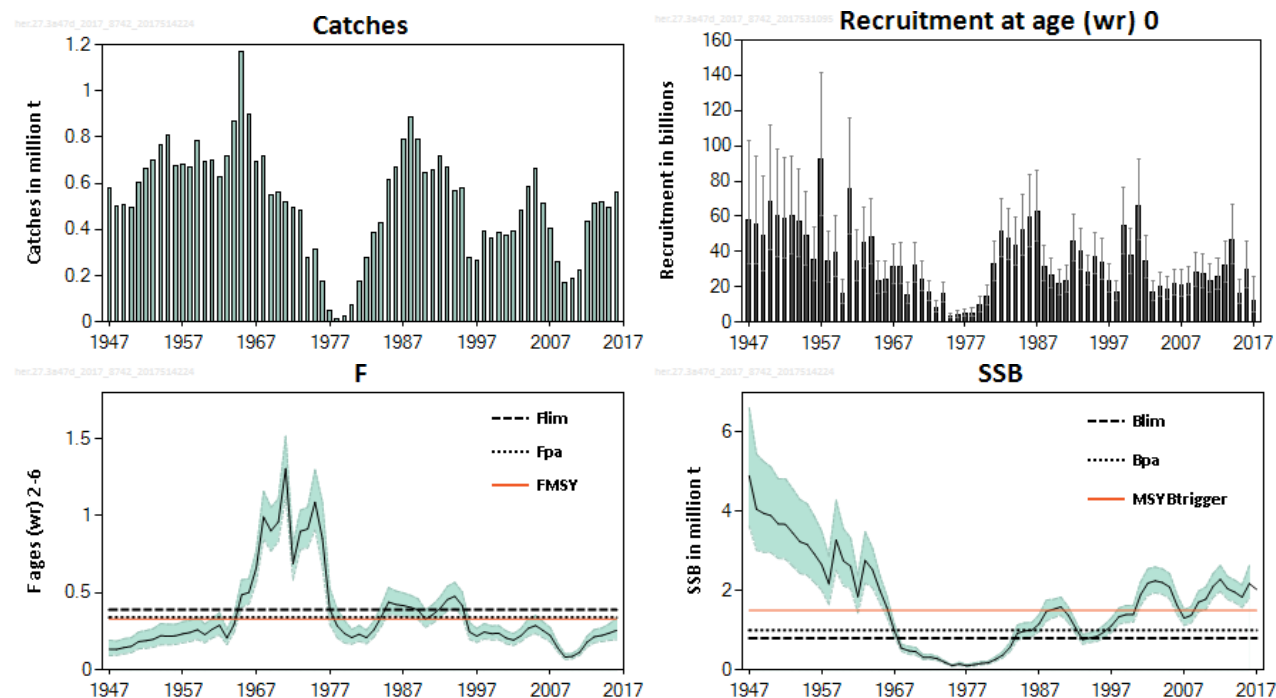 her.27.3a47d_2017_8742_2017514224
Catches
Catches in million t
1.2
1
0.8
0.6
0.4
0.2
0
1947 1957 1967 1977 1987 1997 2007 2017
her.27.3a47d_2017_8742_2017531095
Recruitment at age (wr) 0
Recruitment in billions
160
140
120
100
80
60
40
20
0
1947 1957 1967 1977 1987 1997 2007 2017
her.27.3a47d_2017_8742_2017514224
F
F ages (wr) 2-6
1.5
1
0.5
0
Flim
Fpa
FMSY
1947 1957 1967 1977 1987 1997 2007 2017
her.27.3a47d_2017_8742_2017514224
SSB
SSB in million t
6
4
2
0
Blim
Bpa
MSYBtrigger
1947 1957 1967 1977 1987 1997 2007 2017